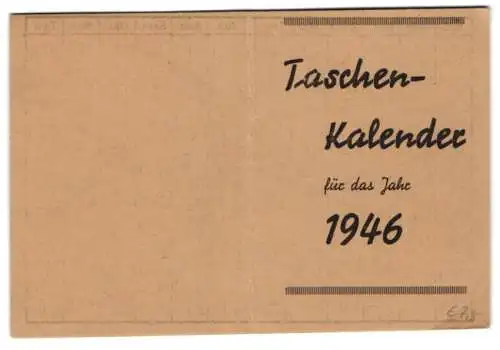 Taschen-
Kalender
für das Jahr
1946